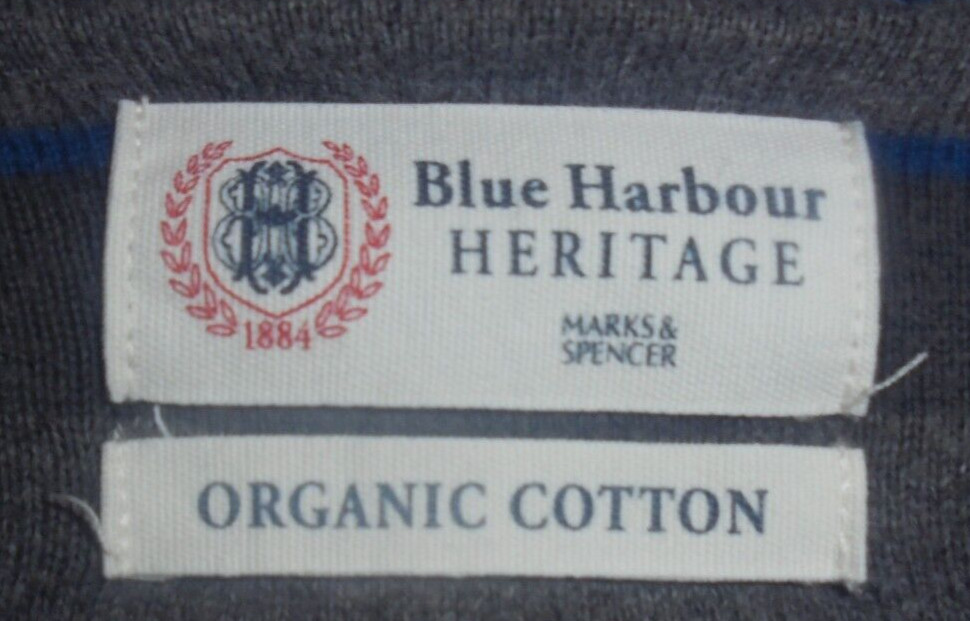 Blue Harbour
HERITAGE
MARKS &
SPENCER
1884
ORGANIC COTTON